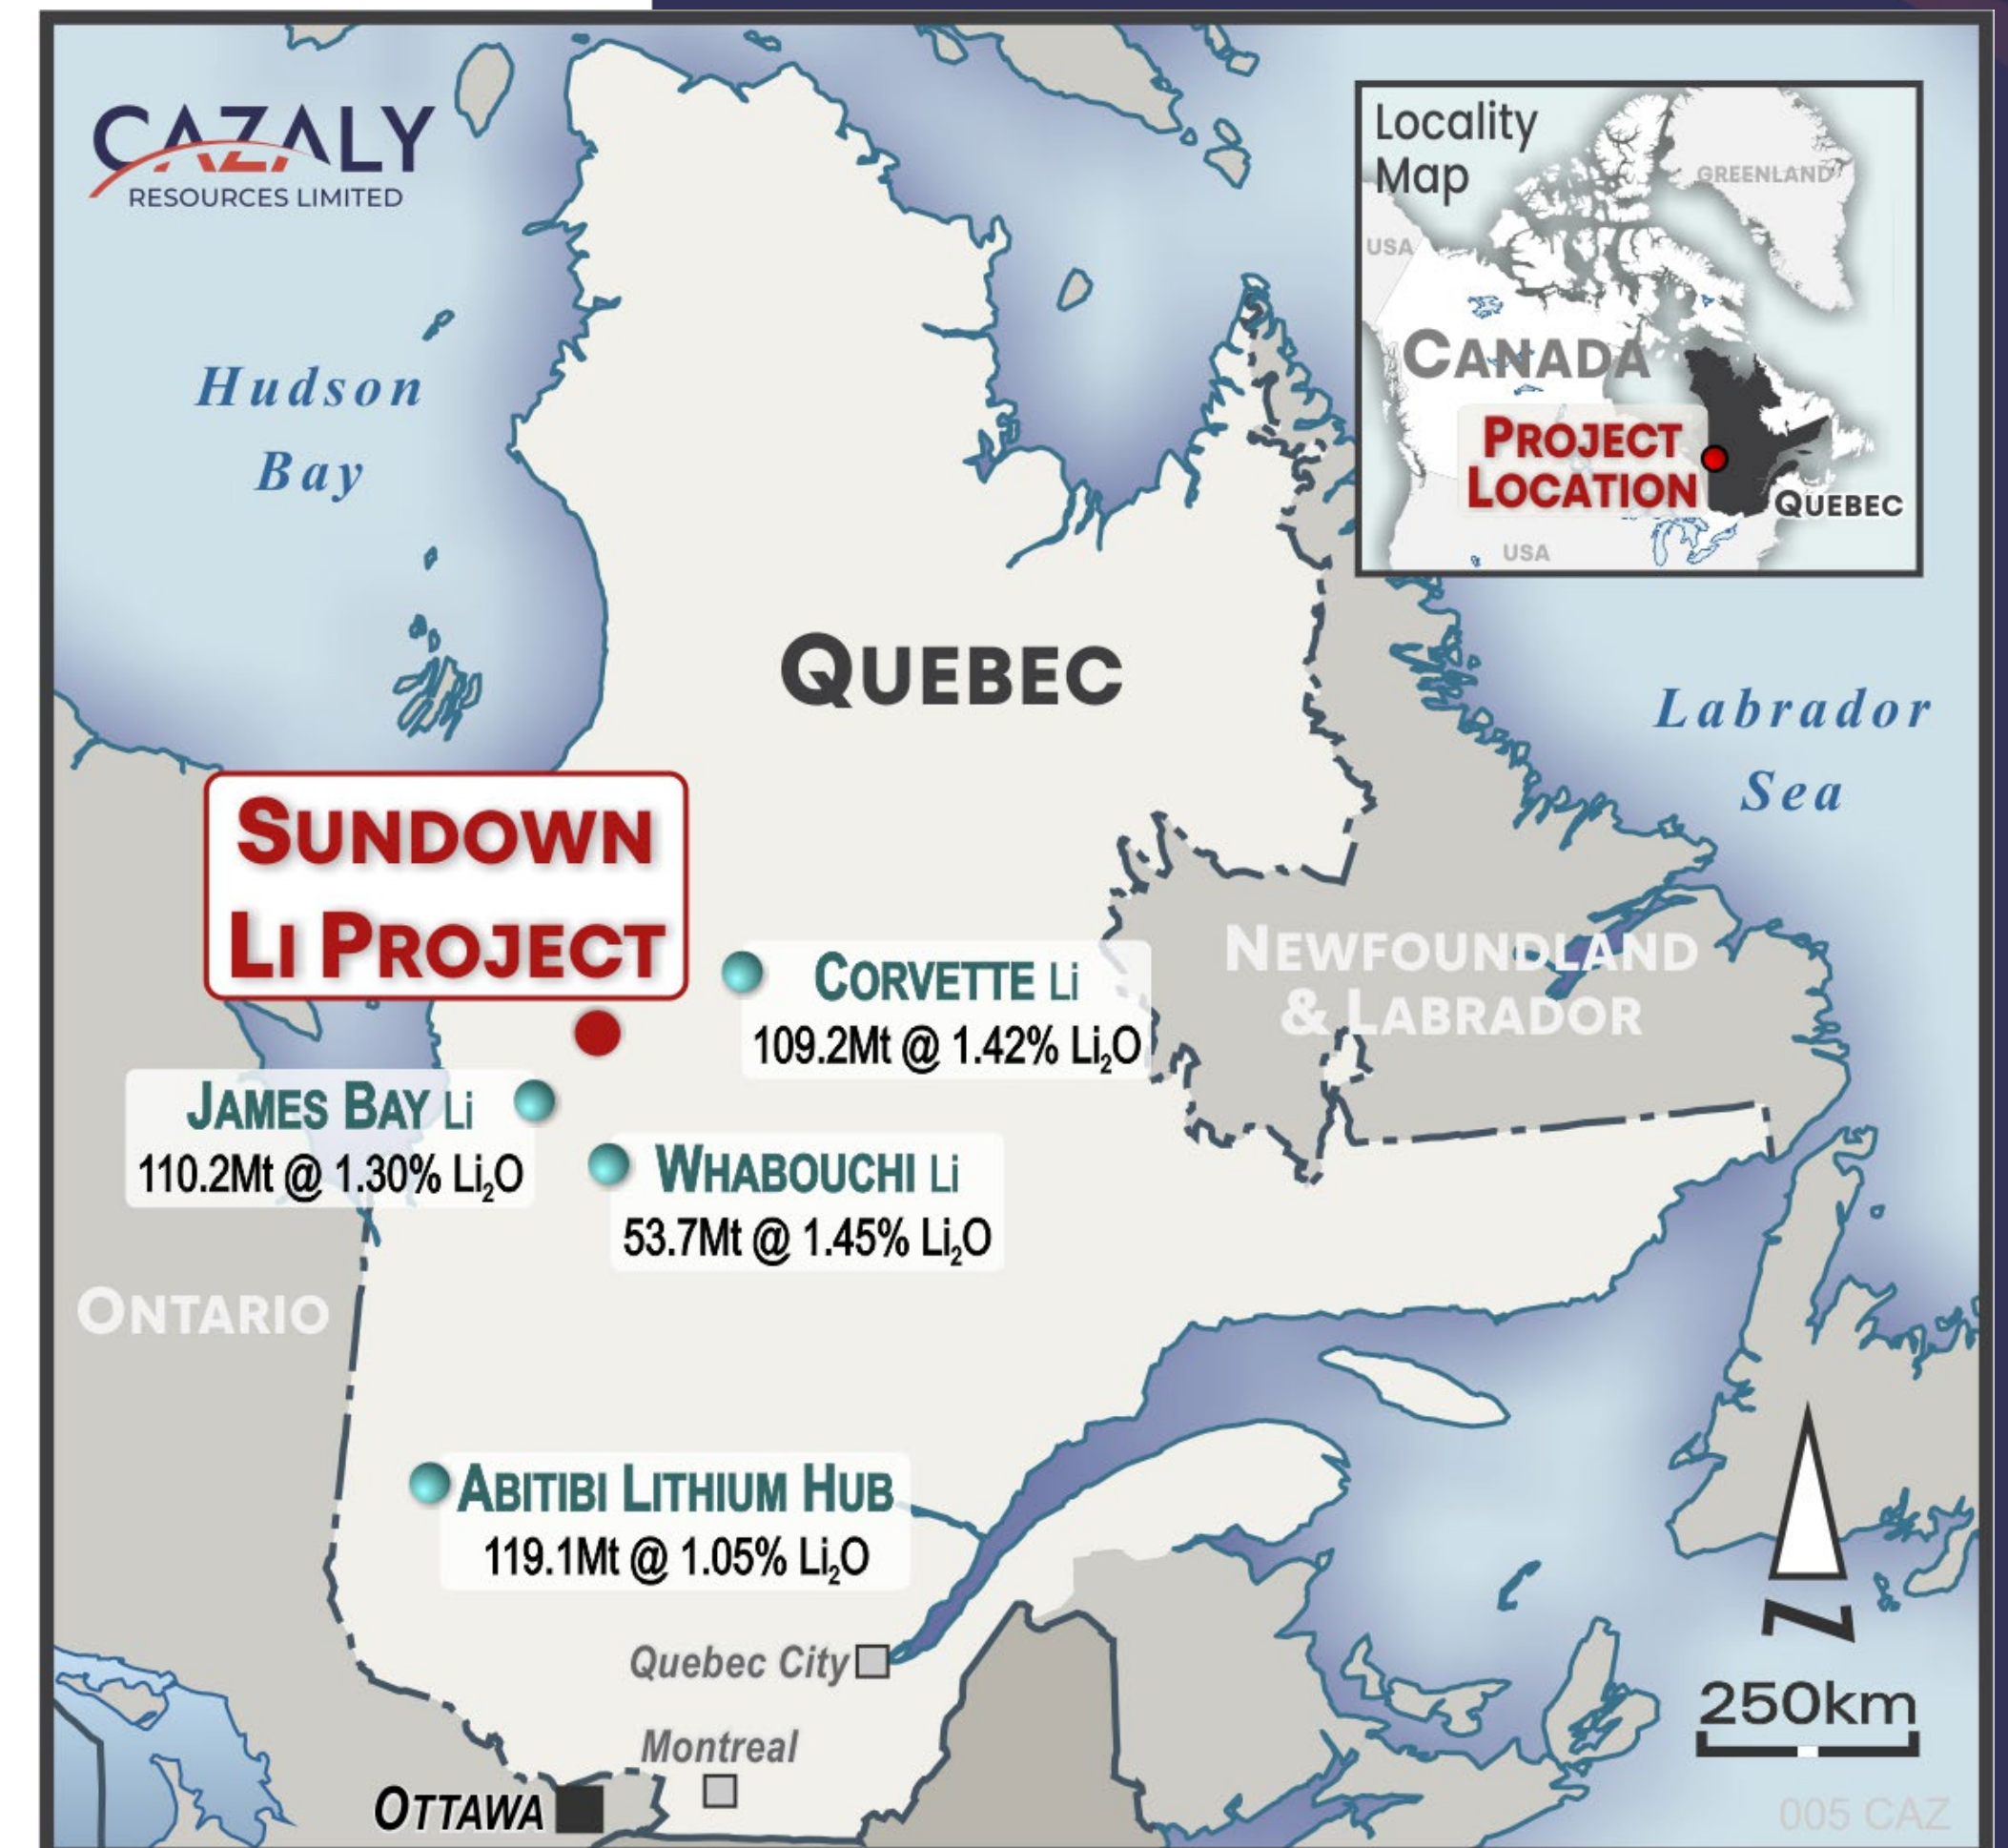 CAZALY
RESOURCES LIMITED
Locality
Map
GREENLAND
USA
CANADA
PROJECT
LOCATION
QUEBEC
USA
Hudson
Bay
QUEBEC
Labrador
Sea
SUNDOWN
LI PROJECT
CORVETTE Li
109.2Mt @ 1.42% Li₂O
NEWFOUNDLAND
& LABRADOR
JAMES BAY Li
110.2Mt @ 1.30% Li₂O
WHABOUCHI Li
53.7Mt @ 1.45% Li₂O
ONTARIO
ABITIBI LITHIUM HUB
119.1Mt @ 1.05% Li₂O
Quebec City
Montreal
OTTAWA
N
250km
005 CAZ